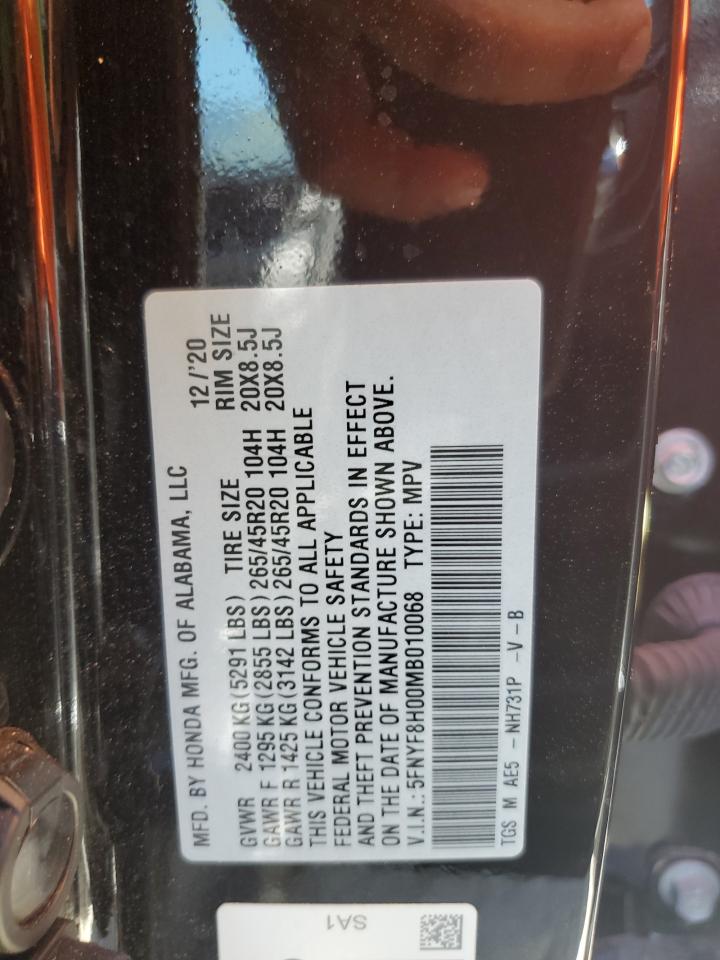 MFD. BY HONDA MFG. OF ALABAMA, LLC 12/'20
GVWR 2400 KG (5291 LBS) TIRE SIZE RIM SIZE
GAWR F 1295 KG (2855 LBS) 265/45R20 104H 20X8.5J
GAWR R 1425 KG (3142 LBS) 265/45R20 104H 20X8.5J
THIS VEHICLE CONFORMS TO ALL APPLICABLE
FEDERAL MOTOR VEHICLE SAFETY
AND THEFT PREVENTION STANDARDS IN EFFECT
ON THE DATE OF MANUFACTURE SHOWN ABOVE.
V.I.N.: 5FNYF8H00MB010068 TYPE: MPV
TGS M AE5 - NH731P -V - B
SA1